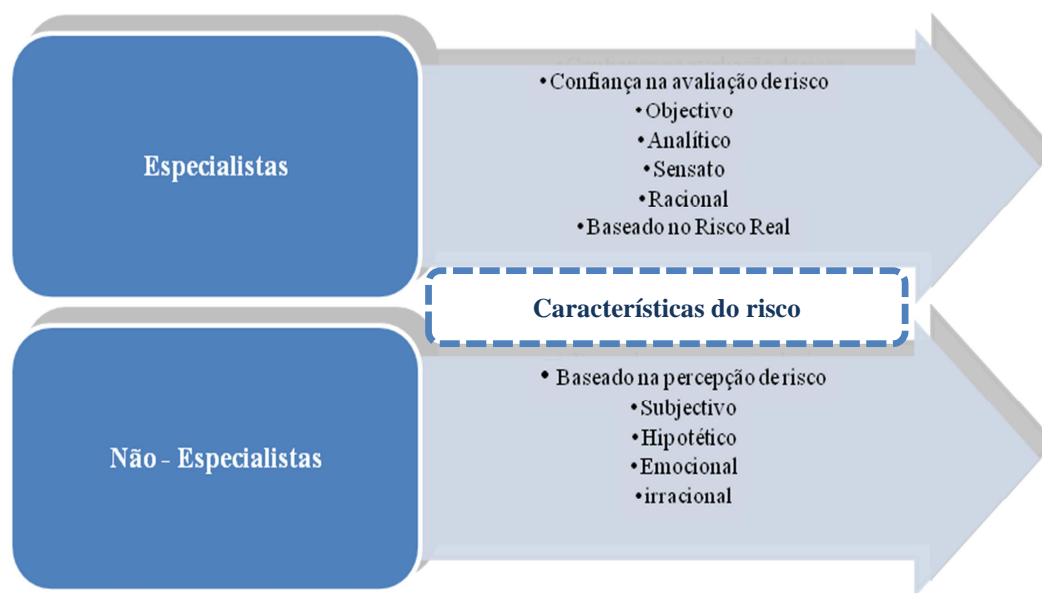 Especialistas
•Confiança na avaliação de risco
•Objectivo
•Analítico
•Sensato
•Racional
•Baseado no Risco Real
Características do risco
Não - Especialistas
• Baseado na percepção de risco
•Subjectivo
•Hipotético
•Emocional
•irracional